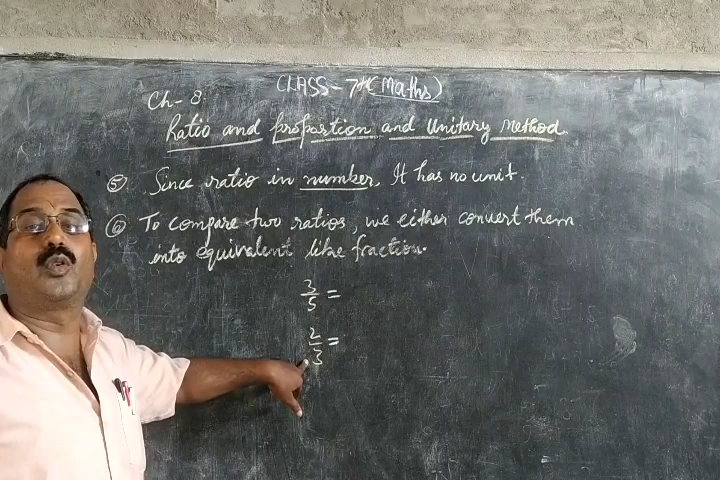 CLASS-7th (Maths)
Ch-8
Ratio and proportion and Unitary Method.
⑤ Since ratio in number, It has no unit.
⑥ To compare two ratios, we either convert them
into equivalent like fraction.
3/5 =
2/3 =